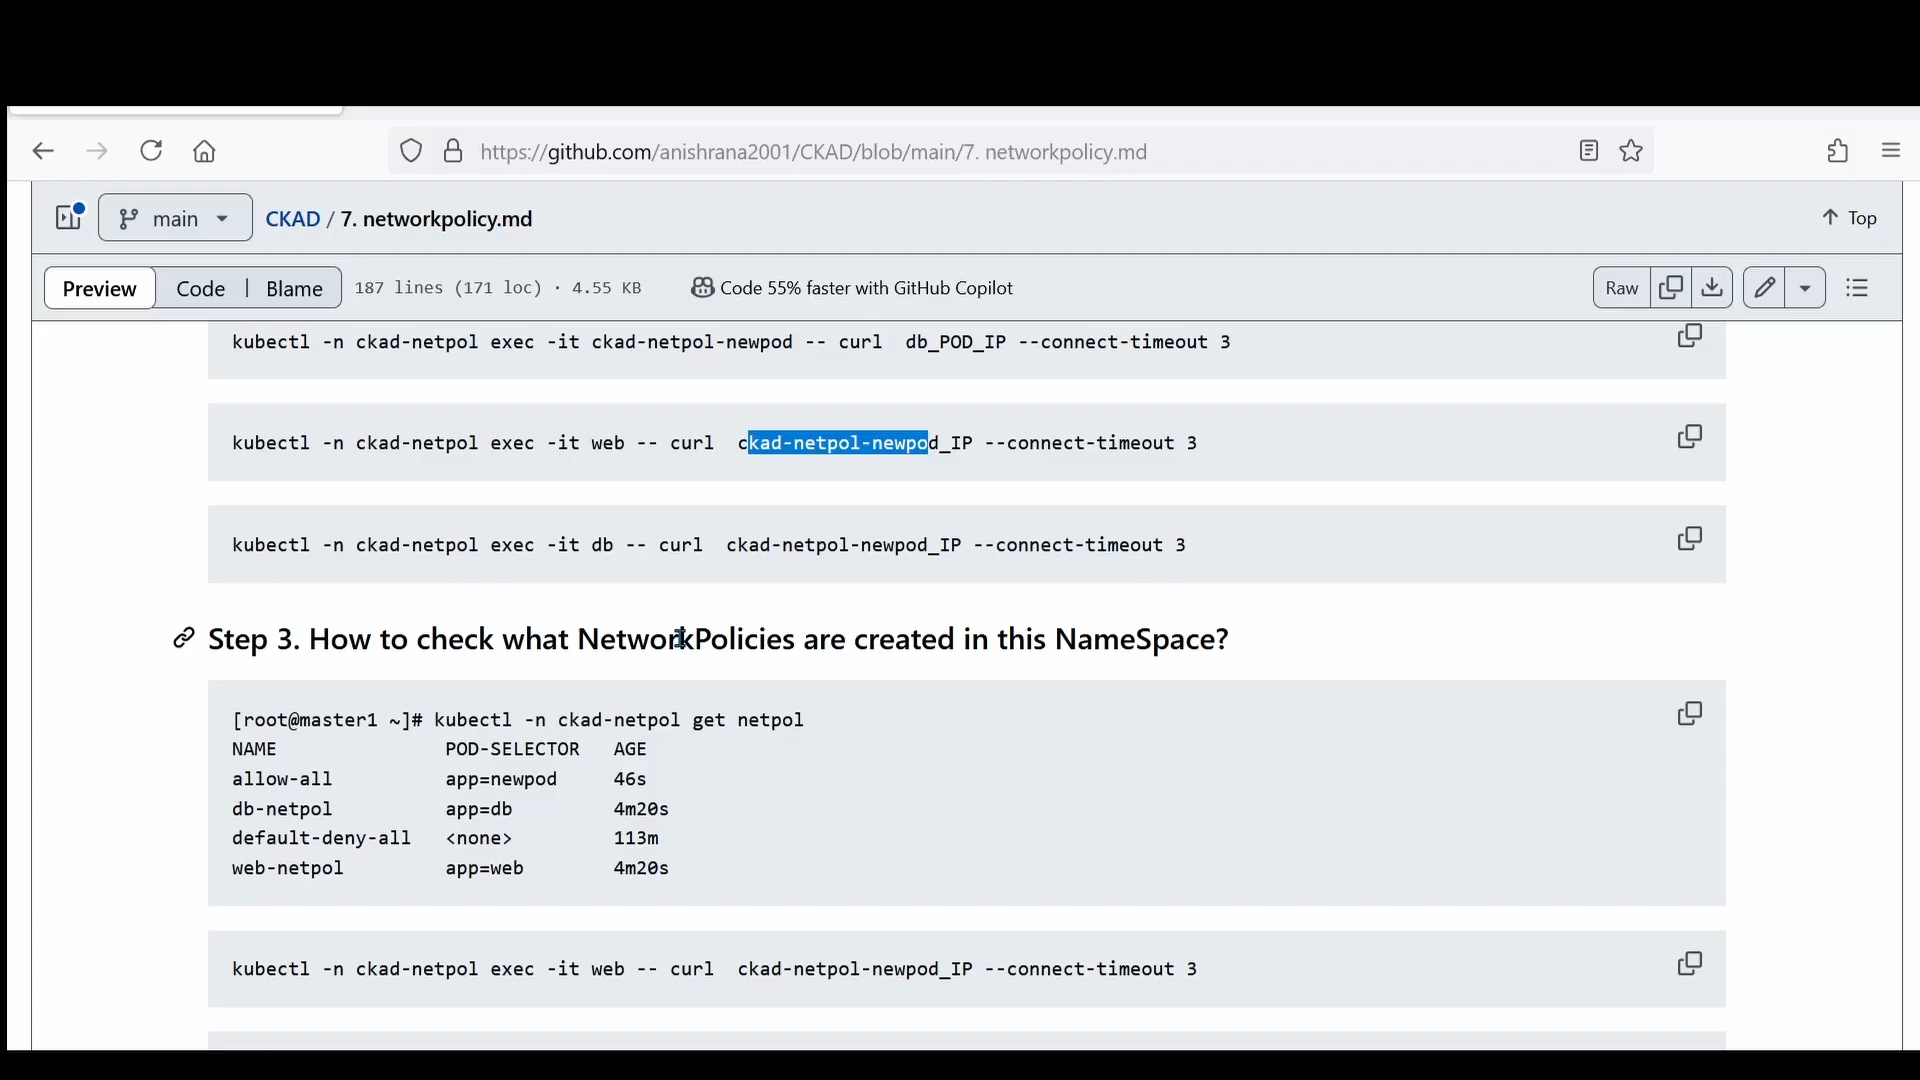 https://github.com/anishrana2001/CKAD/blob/main/7. networkpolicy.md
main
CKAD / 7. networkpolicy.md
Top
Preview
Code
Blame
187 lines (171 loc) · 4.55 KB
Code 55% faster with GitHub Copilot
Raw
kubectl -n ckad-netpol exec -it ckad-netpol-newpod -- curl  db_POD_IP --connect-timeout 3
kubectl -n ckad-netpol exec -it web -- curl  ckad-netpol-newpod_IP --connect-timeout 3
kubectl -n ckad-netpol exec -it db -- curl  ckad-netpol-newpod_IP --connect-timeout 3
Step 3. How to check what NetworkPolicies are created in this NameSpace?
[root@master1 ~]# kubectl -n ckad-netpol get netpol
NAME               POD-SELECTOR   AGE
allow-all          app=newpod     46s
db-netpol          app=db         4m20s
default-deny-all   <none>         113m
web-netpol         app=web        4m20s
kubectl -n ckad-netpol exec -it web -- curl  ckad-netpol-newpod_IP --connect-timeout 3